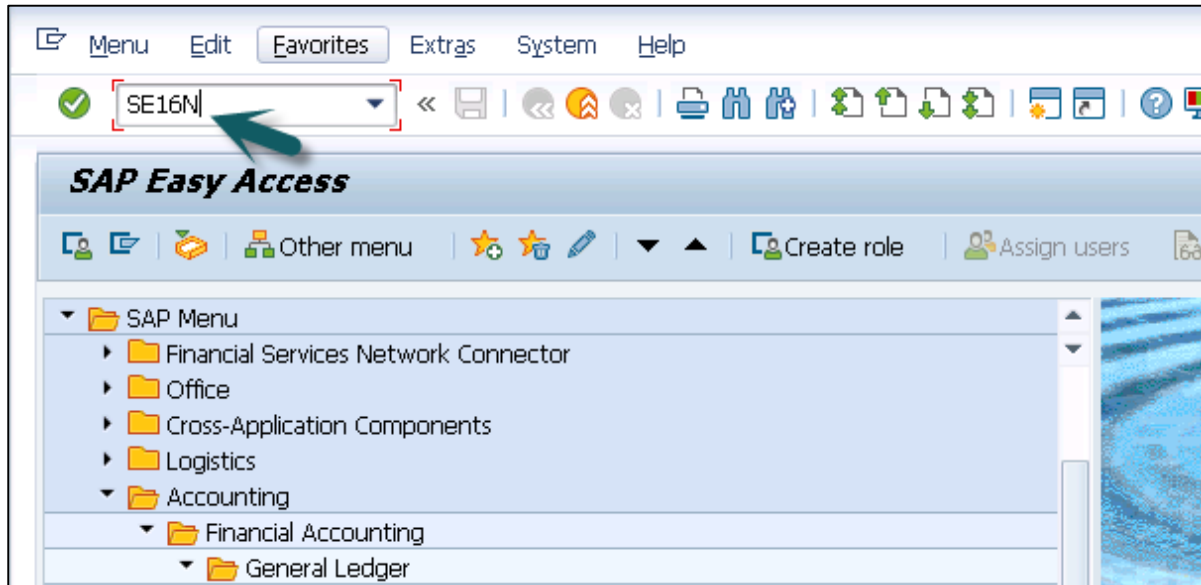 Menu Edit Favorites Extras System Help
SE16N
SAP Easy Access
Other menu Create role Assign users
SAP Menu
Financial Services Network Connector
Office
Cross-Application Components
Logistics
Accounting
Financial Accounting
General Ledger